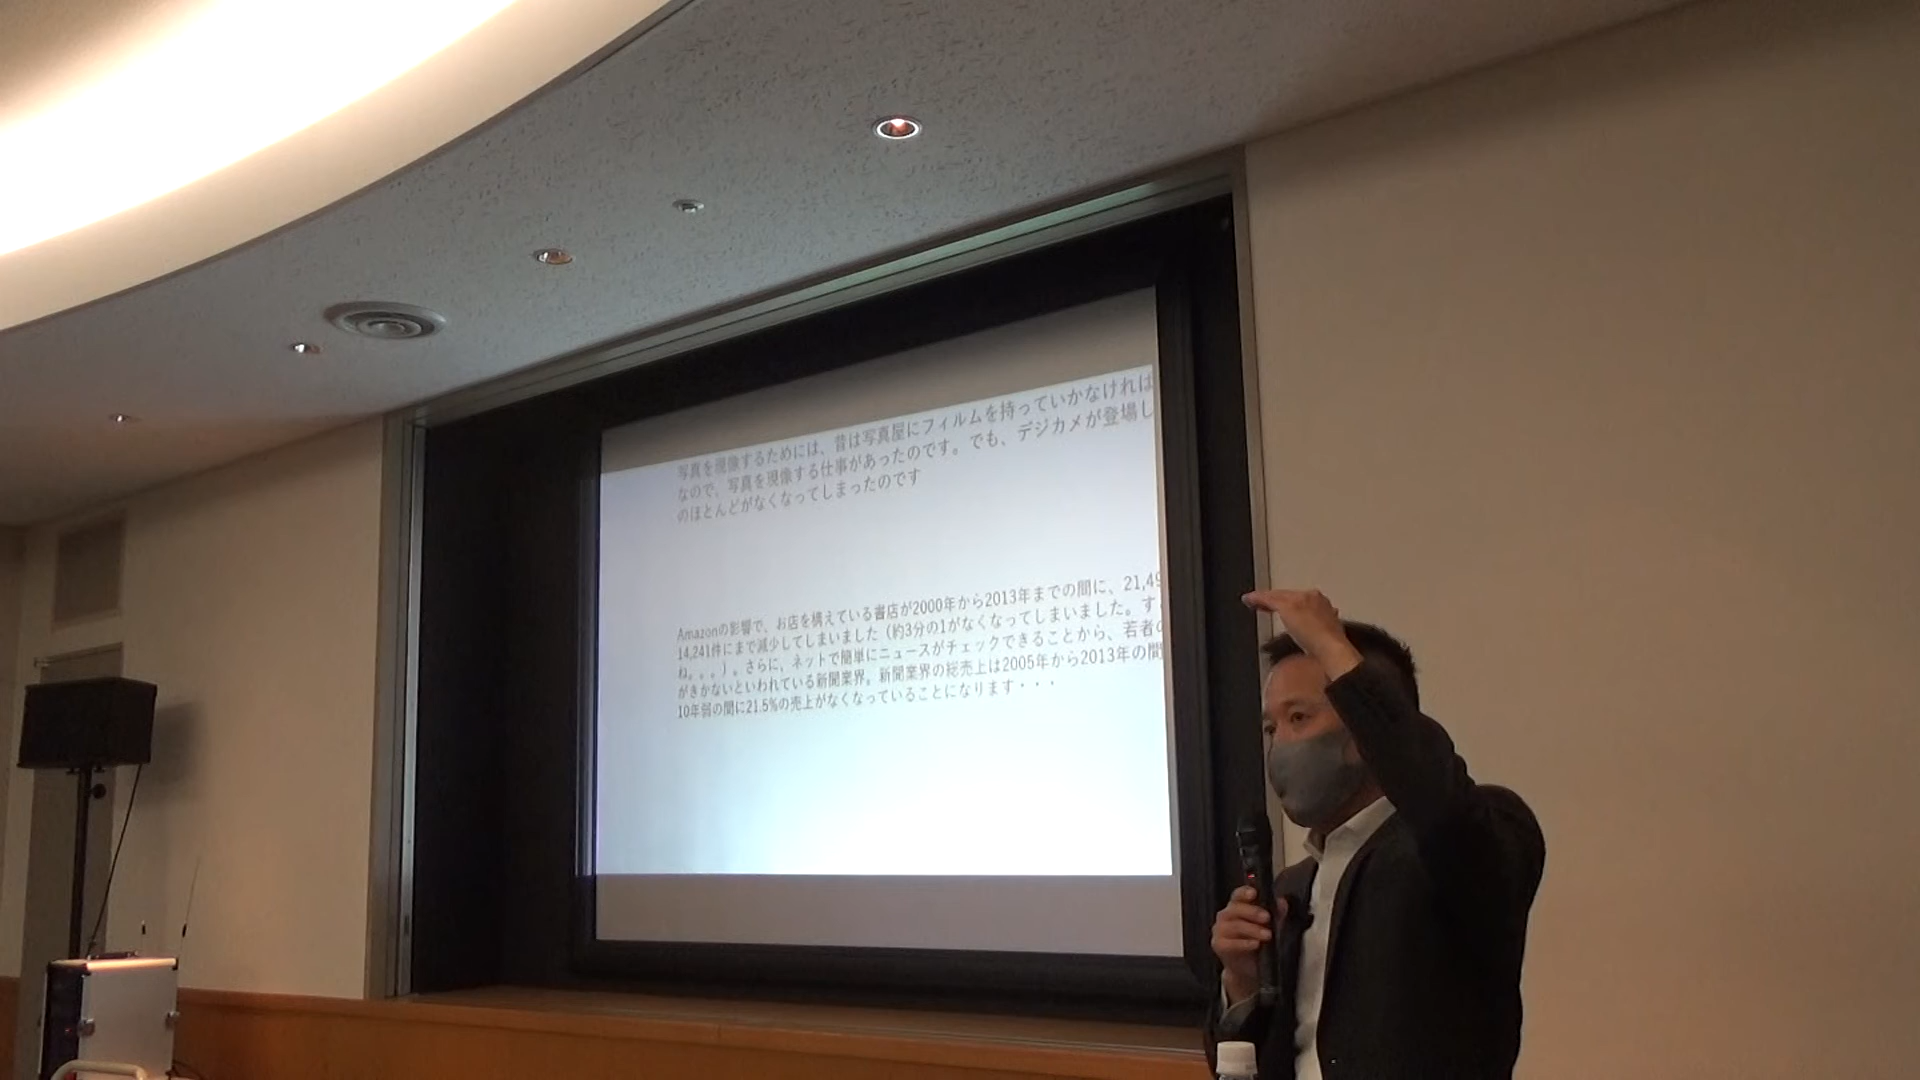 写真を現像するためには、昔は写真屋にフィルムを持っていかなければ
なので、写真を現像する仕事があったのです。でも、デジカメが登場し
のほとんどがなくなってしまったのです
Amazonの影響で、お店を構えている書店が2000年から2013年までの間に、21,49
14,241件にまで減少してしまいました（約3分の1がなくなってしまいました。す
ね。。。）。さらに、ネットで簡単にニュースがチェックできることから、若者の
がきかないといわれている新聞業界。新聞業界の総売上は2005年から2013年の間
10年弱の間に21.5%の売上がなくなっていることになります・・・